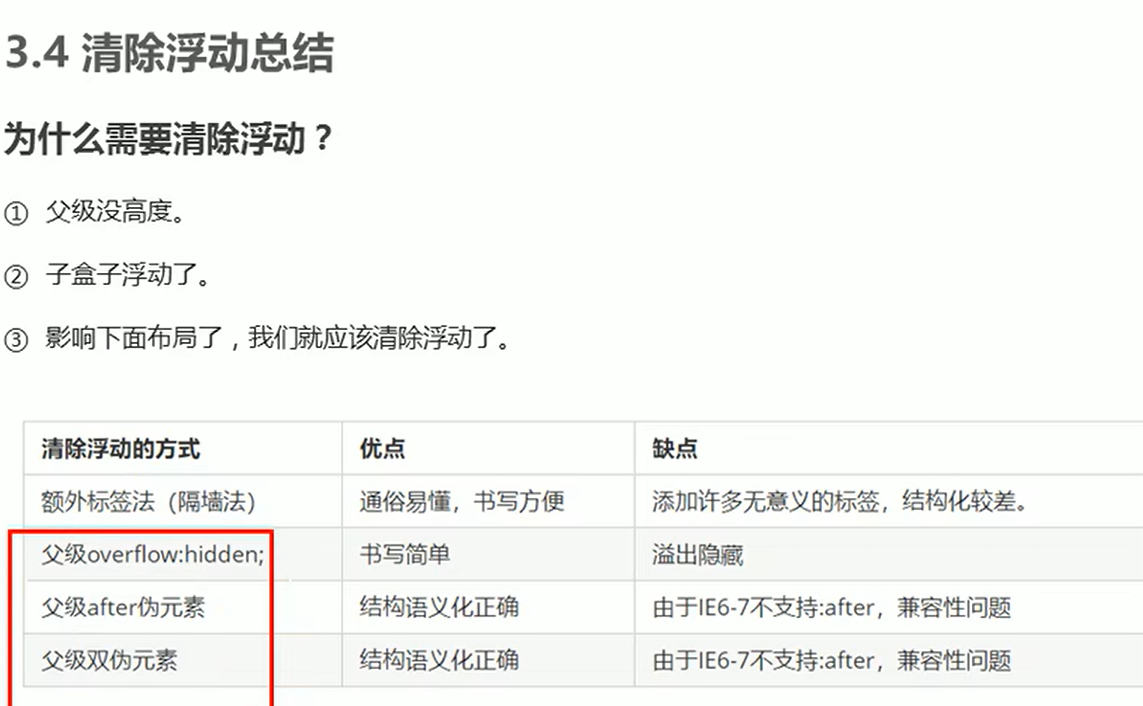 3.4 清除浮动总结
为什么需要清除浮动？
① 父级没高度。
② 子盒子浮动了。
③ 影响下面布局了，我们就应该清除浮动了。
清除浮动的方式 优点 缺点
额外标签法（隔墙法） 通俗易懂，书写方便 添加许多无意义的标签，结构化较差。
父级overflow:hidden; 书写简单 溢出隐藏
父级after伪元素 结构语义化正确 由于IE6-7不支持:after，兼容性问题
父级双伪元素 结构语义化正确 由于IE6-7不支持:after，兼容性问题